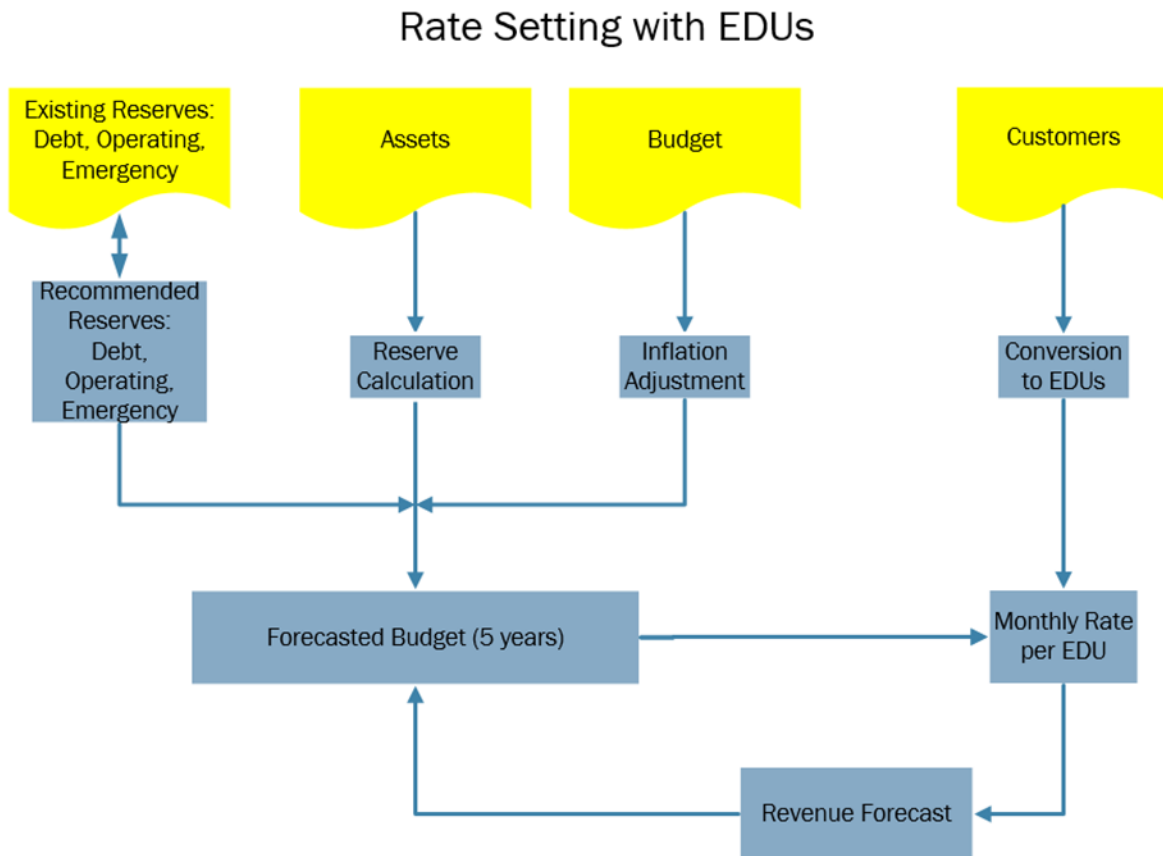 Rate Setting with EDUs
Existing Reserves:
Debt, Operating,
Emergency
Assets
Budget
Customers
Recommended
Reserves:
Debt,
Operating,
Emergency
Reserve
Calculation
Inflation
Adjustment
Conversion
to EDUs
Forecasted Budget (5 years)
Monthly Rate
per EDU
Revenue Forecast